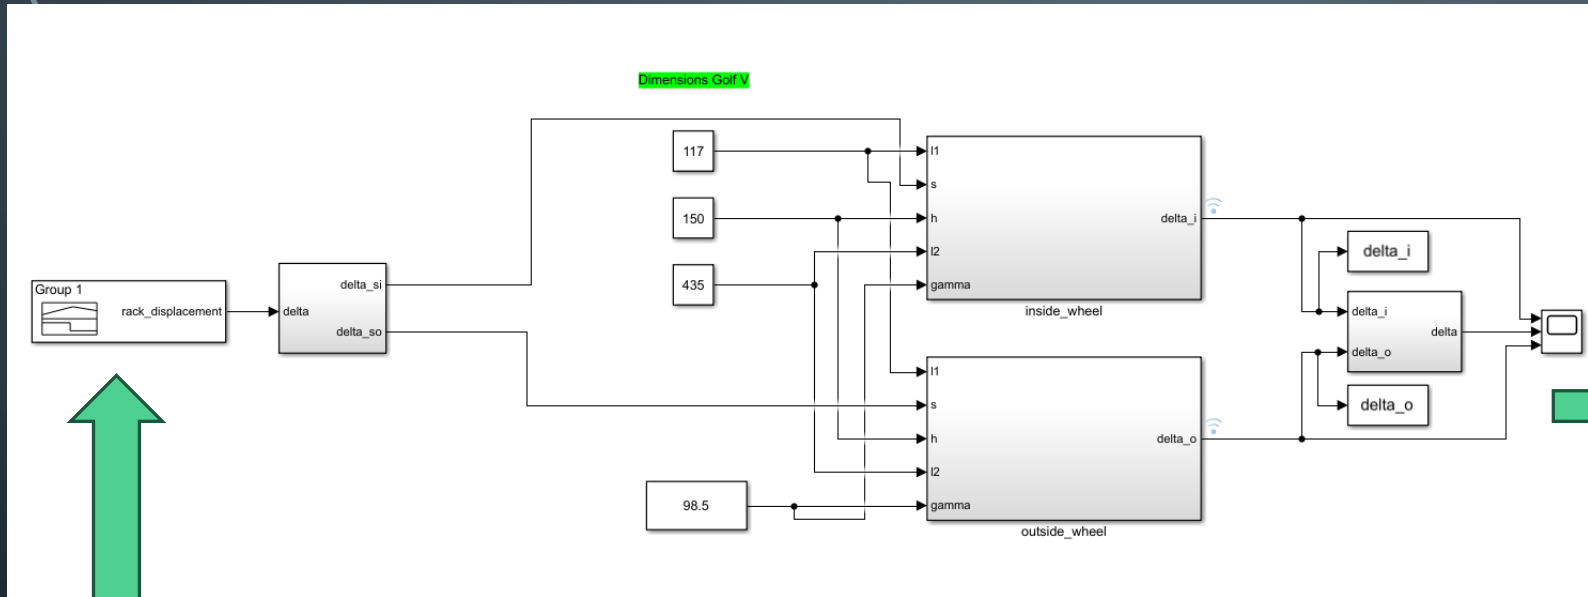 Dimensions Golf V
117
150
435
98.5
Group 1
rack_displacement
delta
delta_si
delta_so
l1
s
h
l2
gamma
delta_i
inside_wheel
l1
s
h
l2
gamma
delta_o
outside_wheel
delta_i
delta_i
delta_o
delta
delta_o